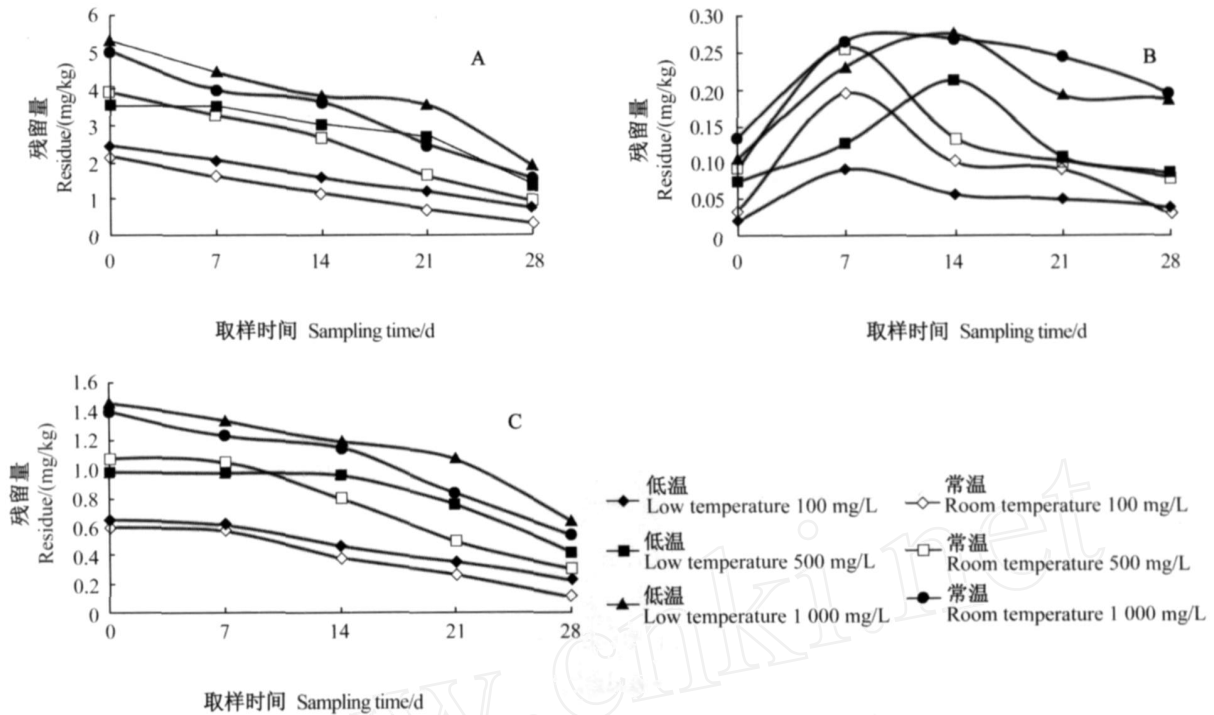 6
5
4
3
2
1
0
残留量
Residue/(mg/kg)
A
0 7 14 21 28
取样时间 Sampling time/d
0.30
0.25
0.20
0.15
0.10
0.05
0
残留量
Residue/(mg/kg)
B
0 7 14 21 28
取样时间 Sampling time/d
1.6
1.4
1.2
1.0
0.8
0.6
0.4
0.2
0
残留量
Residue/(mg/kg)
C
0 7 14 21 28
取样时间 Sampling time/d
低温
Low temperature 100 mg/L
常温
Room temperature 100 mg/L
低温
Low temperature 500 mg/L
常温
Room temperature 500 mg/L
低温
Low temperature 1 000 mg/L
常温
Room temperature 1 000 mg/L
w.cnki.net